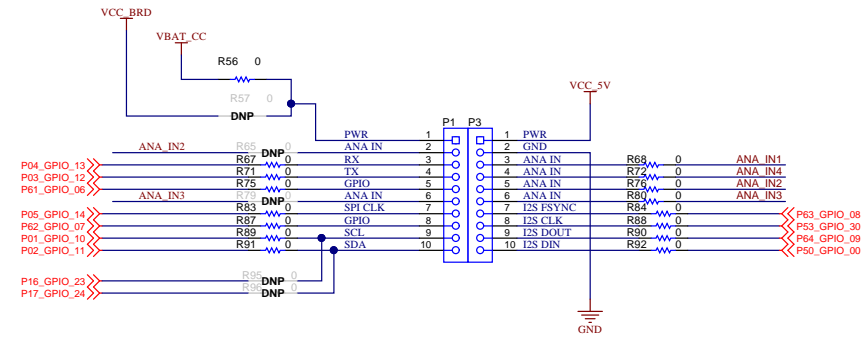 VCC_BRD
VBAT_CC
R56 0
VCC_5V
R57 0
DNP
P1 P3
PWR 1 1 PWR
ANA_IN2 R65 DNP 0 ANA IN 2 2 GND
P04_GPIO_13 R67 0 RX 3 3 ANA IN R68 0 ANA_IN1
P03_GPIO_12 R71 0 TX 4 4 ANA IN R72 0 ANA_IN4
P61_GPIO_06 R75 0 GPIO 5 5 ANA IN R76 0 ANA_IN2
ANA_IN3 R79 DNP 0 ANA IN 6 6 ANA IN R80 0 ANA_IN3
P05_GPIO_14 R83 0 SPI CLK 7 7 I2S FSYNC R84 0 P63_GPIO_08
P62_GPIO_07 R87 0 GPIO 8 8 I2S CLK R88 0 P53_GPIO_30
P01_GPIO_10 R89 0 SCL 9 9 I2S DOUT R90 0 P64_GPIO_09
P02_GPIO_11 R91 0 SDA 10 10 I2S DIN R92 0 P50_GPIO_00
P16_GPIO_23 R95 DNP 0
P17_GPIO_24 R96 DNP 0
GND